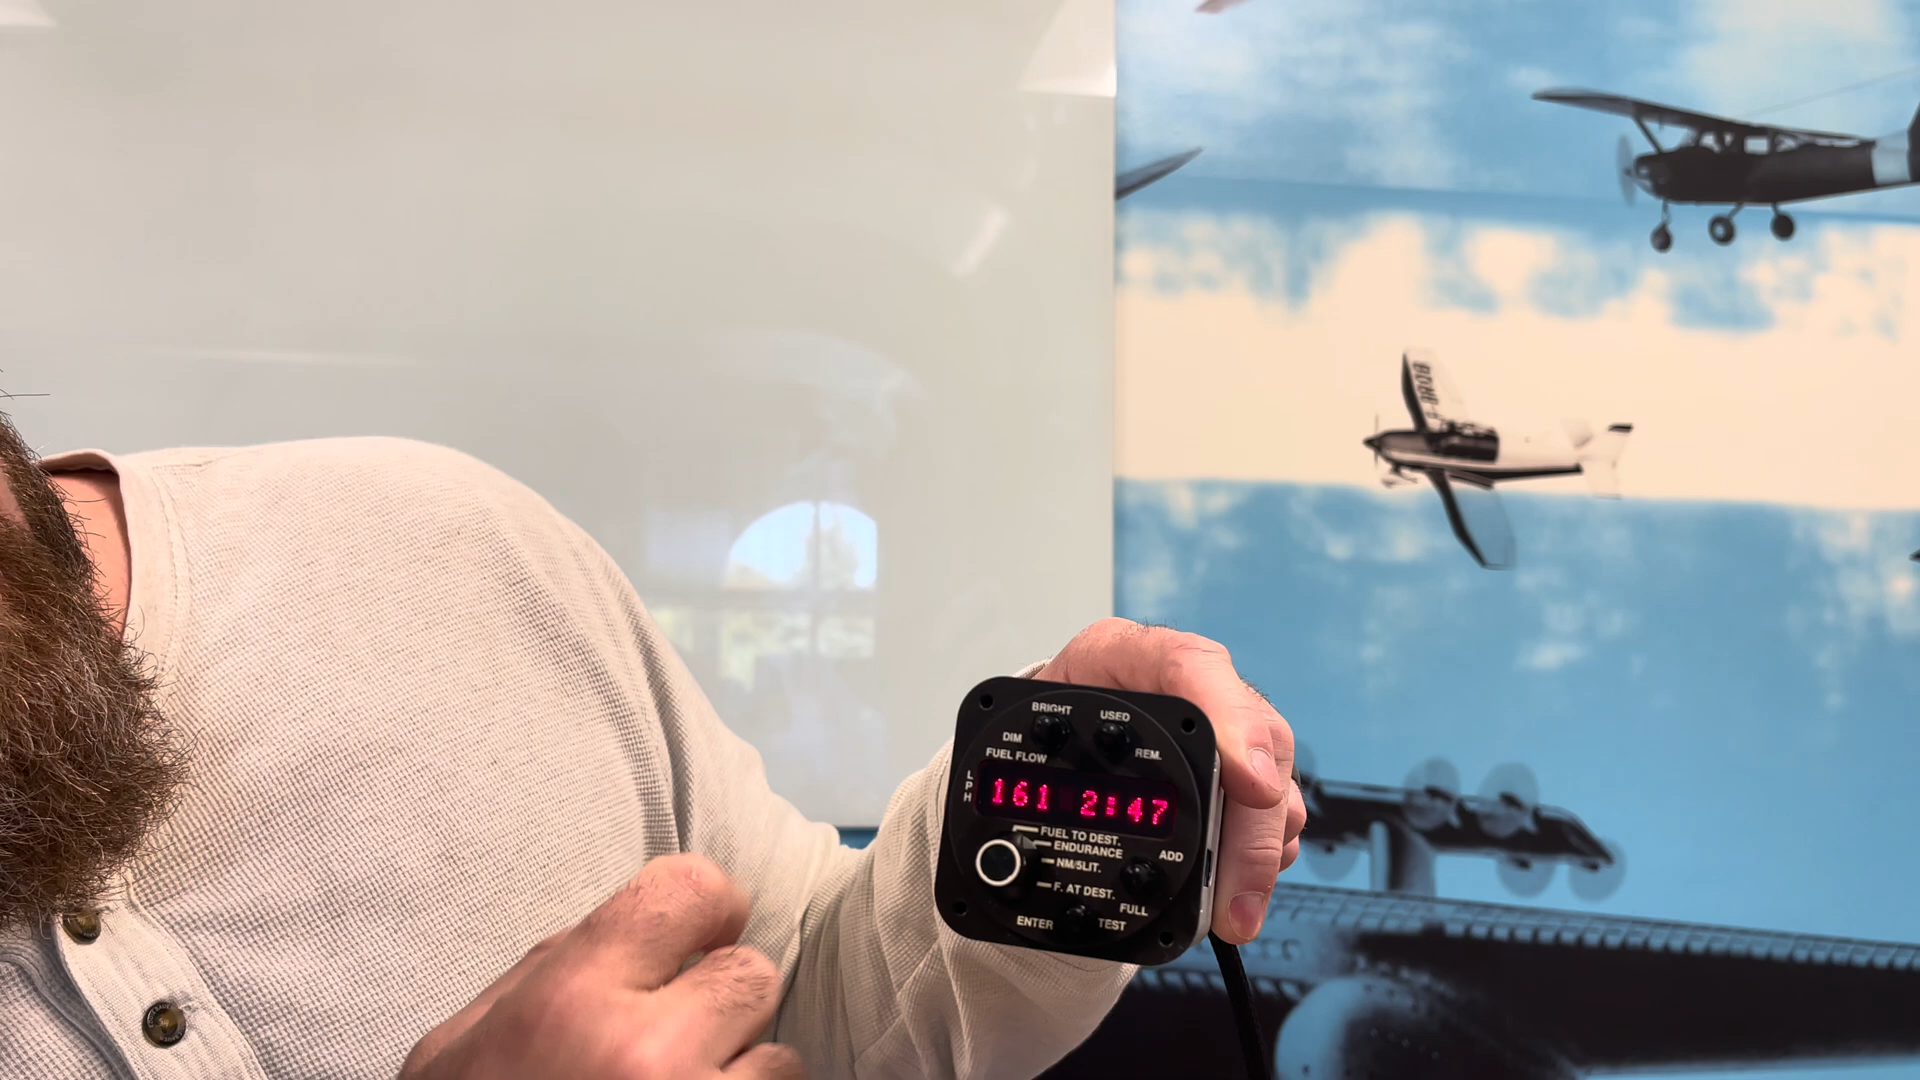 BRIGHT USED
DIM REM.
FUEL FLOW
LPH
161 2:47
FUEL TO DEST.
ENDURANCE
NM/5LIT.
F. AT DEST.
ADD
FULL
ENTER TEST